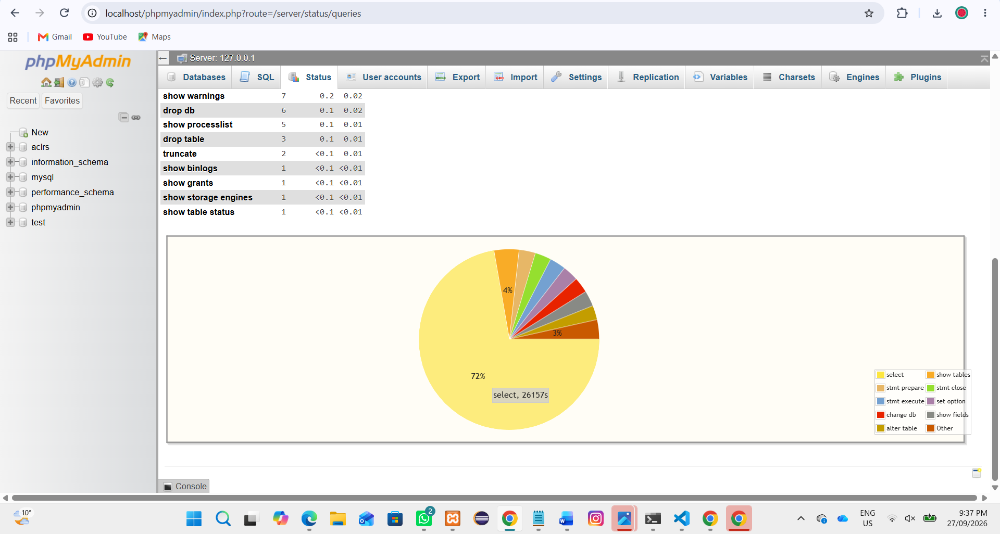 localhost/phpmyadmin/index.php?route=/server/status/queries
Gmail YouTube Maps
phpMyAdmin
Recent Favorites
New
aclrs
information_schema
mysql
performance_schema
phpmyadmin
test
Server: 127.0.0.1
Databases SQL Status User accounts Export Import Settings Replication Variables Charsets Engines Plugins
show warnings 7 0.2 0.02
drop db 6 0.1 0.02
show processlist 5 0.1 0.01
drop table 3 0.1 0.01
truncate 2 <0.1 0.01
show binlogs 1 <0.1 <0.01
show grants 1 <0.1 <0.01
show storage engines 1 <0.1 <0.01
show table status 1 <0.1 <0.01
4%
3%
72%
select, 26157s
select show tables
stmt prepare stmt close
stmt execute set option
change db show fields
alter table Other
Console
10°
2
ENG
US
9:37 PM
27/09/2026